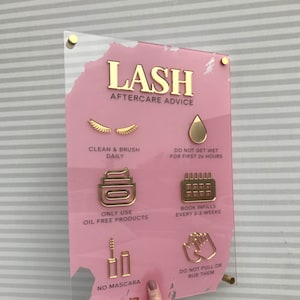 LASH
AFTERCARE ADVICE
CLEAN & BRUSH
DAILY
DO NOT GET WET
FOR FIRST 24 HOURS
ONLY USE
OIL FREE PRODUCTS
BOOK INFILLS
EVERY 2-3 WEEKS
NO MASCARA
DO NOT PULL OR
RUB THEM